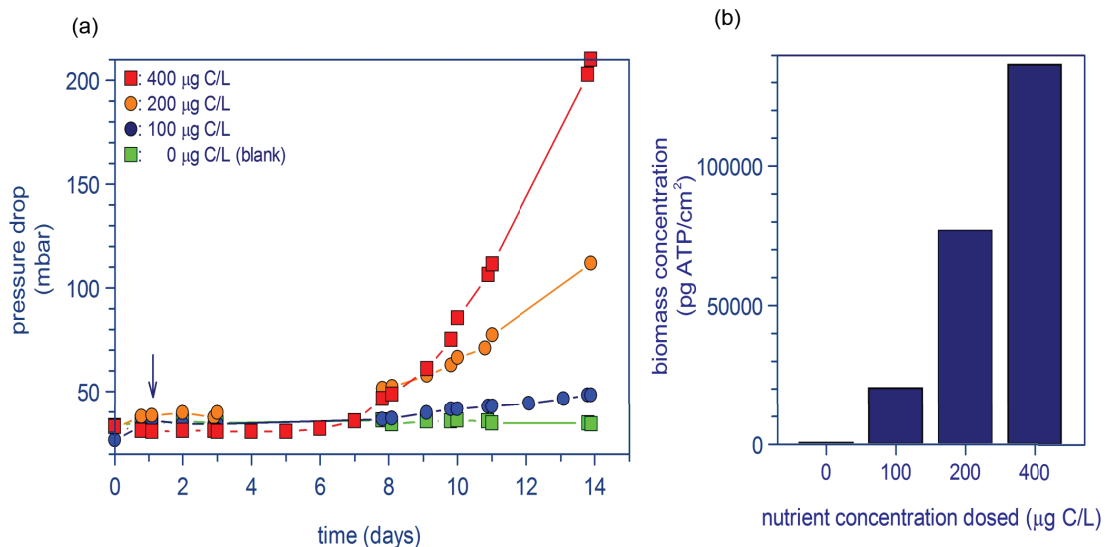 (a)
pressure drop
(mbar)
200
150
100
50
: 400 μg C/L
: 200 μg C/L
: 100 μg C/L
: 0 μg C/L (blank)
0 2 4 6 8 10 12 14
time (days)
(b)
biomass concentration
(pg ATP/cm²)
100000
50000
0
0 100 200 400
nutrient concentration dosed (μg C/L)